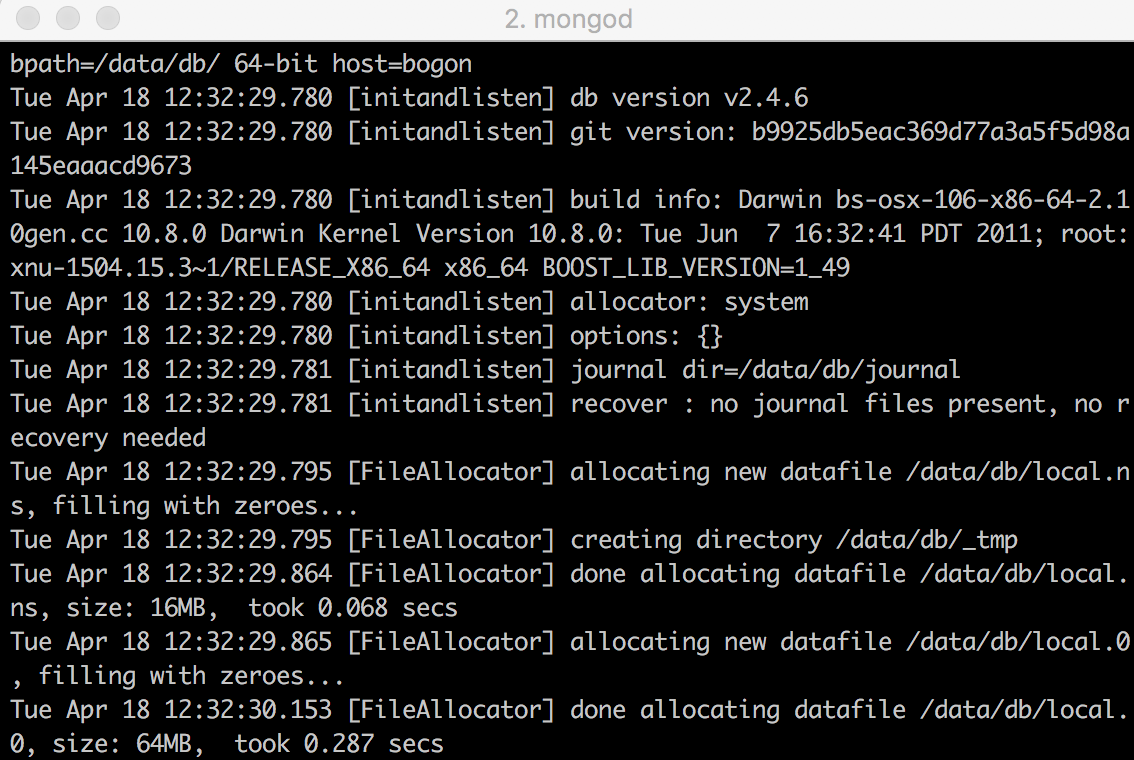 2. mongod
bpath=/data/db/ 64-bit host=bogon
Tue Apr 18 12:32:29.780 [initandlisten] db version v2.4.6
Tue Apr 18 12:32:29.780 [initandlisten] git version: b9925db5eac369d77a3a5f5d98a
145eaaacd9673
Tue Apr 18 12:32:29.780 [initandlisten] build info: Darwin bs-osx-106-x86-64-2.1
0gen.cc 10.8.0 Darwin Kernel Version 10.8.0: Tue Jun  7 16:32:41 PDT 2011; root:
xnu-1504.15.3~1/RELEASE_X86_64 x86_64 BOOST_LIB_VERSION=1_49
Tue Apr 18 12:32:29.780 [initandlisten] allocator: system
Tue Apr 18 12:32:29.780 [initandlisten] options: {}
Tue Apr 18 12:32:29.781 [initandlisten] journal dir=/data/db/journal
Tue Apr 18 12:32:29.781 [initandlisten] recover : no journal files present, no r
ecovery needed
Tue Apr 18 12:32:29.795 [FileAllocator] allocating new datafile /data/db/local.n
s, filling with zeroes...
Tue Apr 18 12:32:29.795 [FileAllocator] creating directory /data/db/_tmp
Tue Apr 18 12:32:29.864 [FileAllocator] done allocating datafile /data/db/local.
ns, size: 16MB,  took 0.068 secs
Tue Apr 18 12:32:29.865 [FileAllocator] allocating new datafile /data/db/local.0
, filling with zeroes...
Tue Apr 18 12:32:30.153 [FileAllocator] done allocating datafile /data/db/local.
0, size: 64MB,  took 0.287 secs